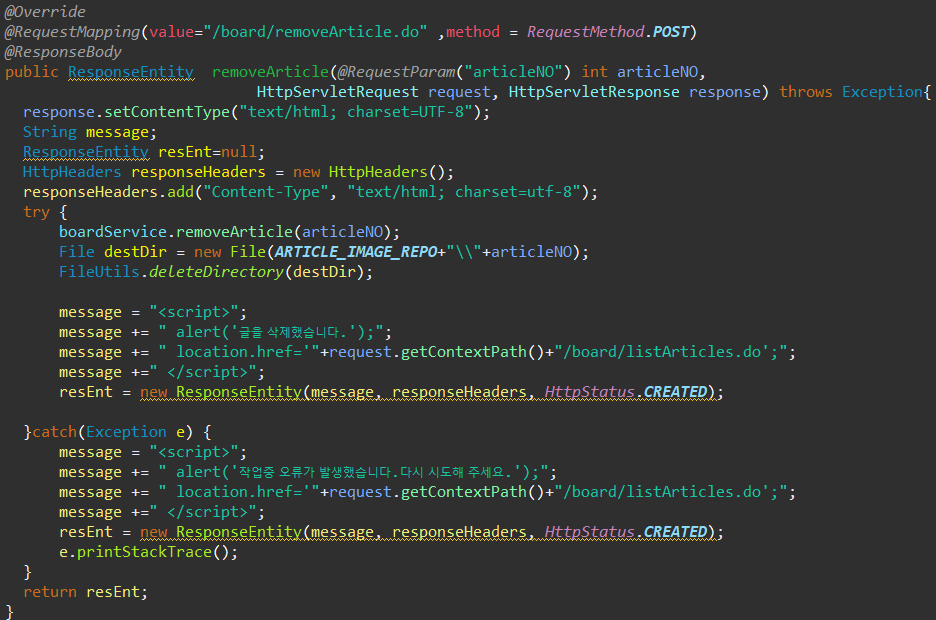 @Override
@RequestMapping(value="/board/removeArticle.do" ,method = RequestMethod.POST)
@ResponseBody
public ResponseEntity  removeArticle(@RequestParam("articleNO") int articleNO,
                            HttpServletRequest request, HttpServletResponse response) throws Exception{
  response.setContentType("text/html; charset=UTF-8");
  String message;
  ResponseEntity resEnt=null;
  HttpHeaders responseHeaders = new HttpHeaders();
  responseHeaders.add("Content-Type", "text/html; charset=utf-8");
  try {
      boardService.removeArticle(articleNO);
      File destDir = new File(ARTICLE_IMAGE_REPO+"\\"+articleNO);
      FileUtils.deleteDirectory(destDir);

      message = "<script>";
      message += " alert('글을 삭제했습니다.');";
      message += " location.href='"+request.getContextPath()+"/board/listArticles.do';";
      message +=" </script>";
      resEnt = new ResponseEntity(message, responseHeaders, HttpStatus.CREATED);

  }catch(Exception e) {
      message = "<script>";
      message += " alert('작업중 오류가 발생했습니다.다시 시도해 주세요.');";
      message += " location.href='"+request.getContextPath()+"/board/listArticles.do';";
      message +=" </script>";
      resEnt = new ResponseEntity(message, responseHeaders, HttpStatus.CREATED);
      e.printStackTrace();
  }
  return resEnt;
}